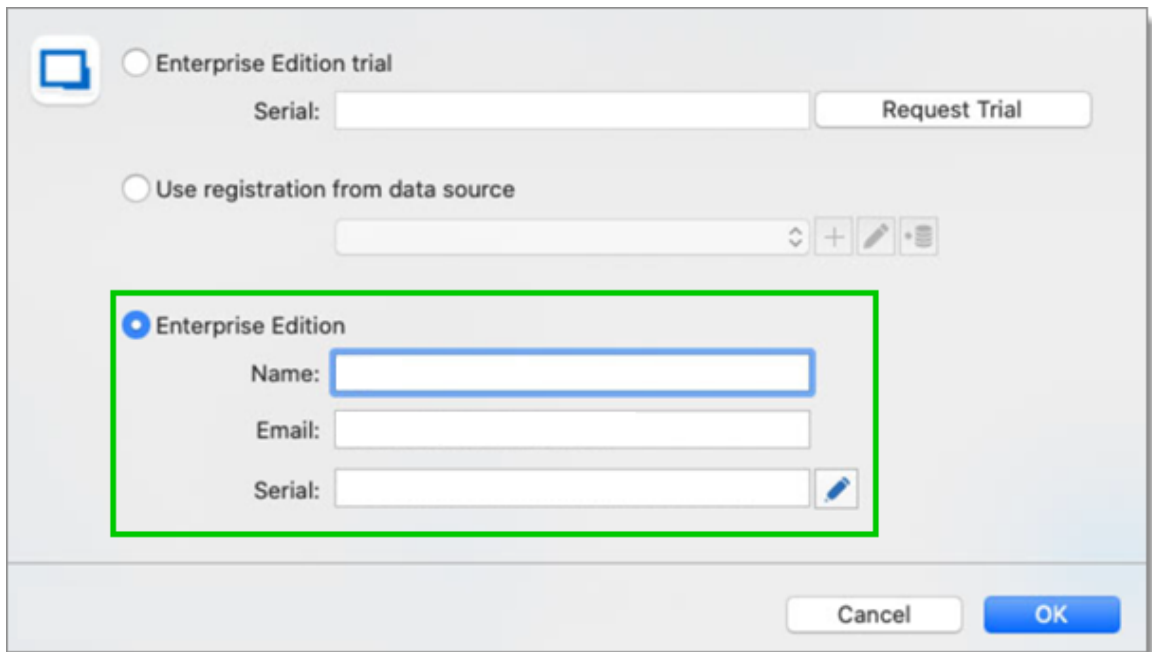 Enterprise Edition trial
Serial: Request Trial
Use registration from data source
Enterprise Edition
Name:
Email:
Serial:
Cancel OK